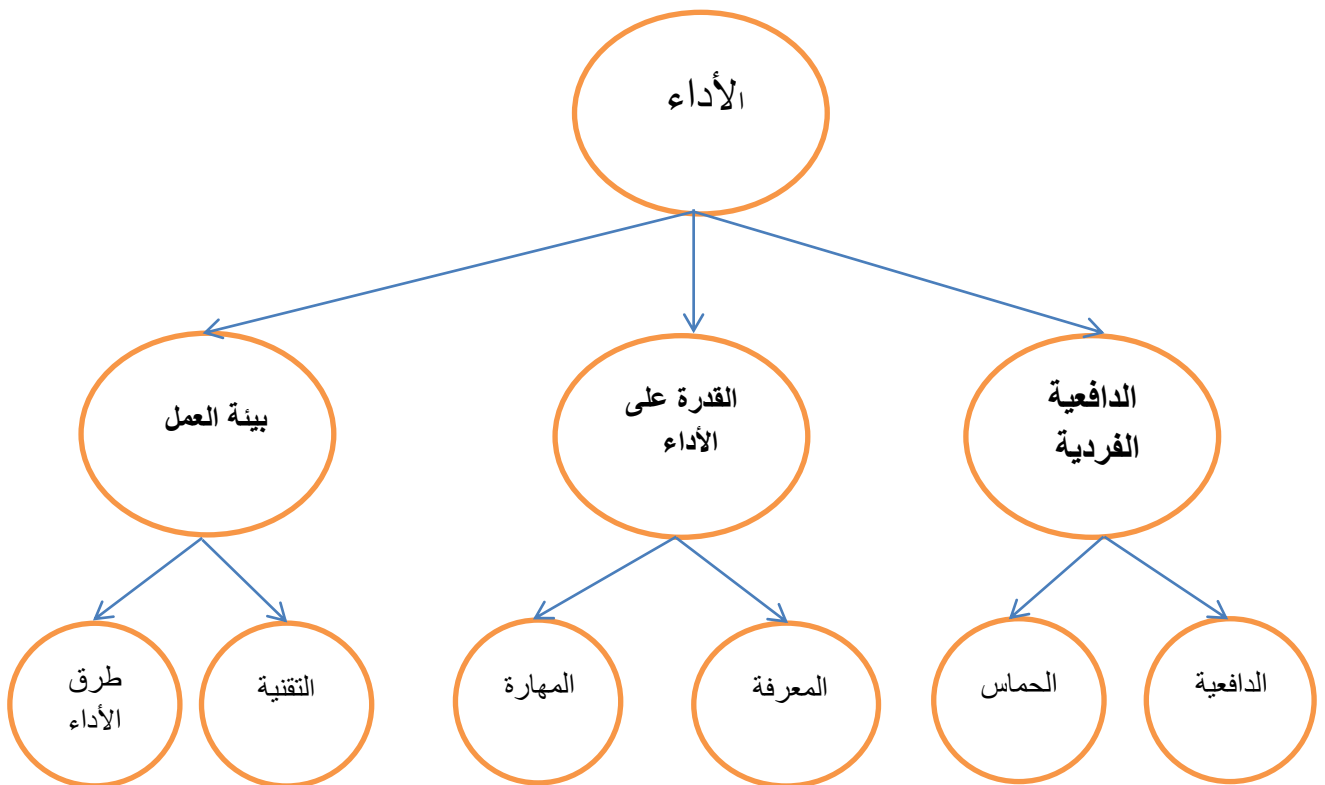 الأداء
الدافعية
الفردية
القدرة على
الأداء
بيئة العمل
الدافعية
الحماس
المعرفة
المهارة
التقنية
طرق
الأداء